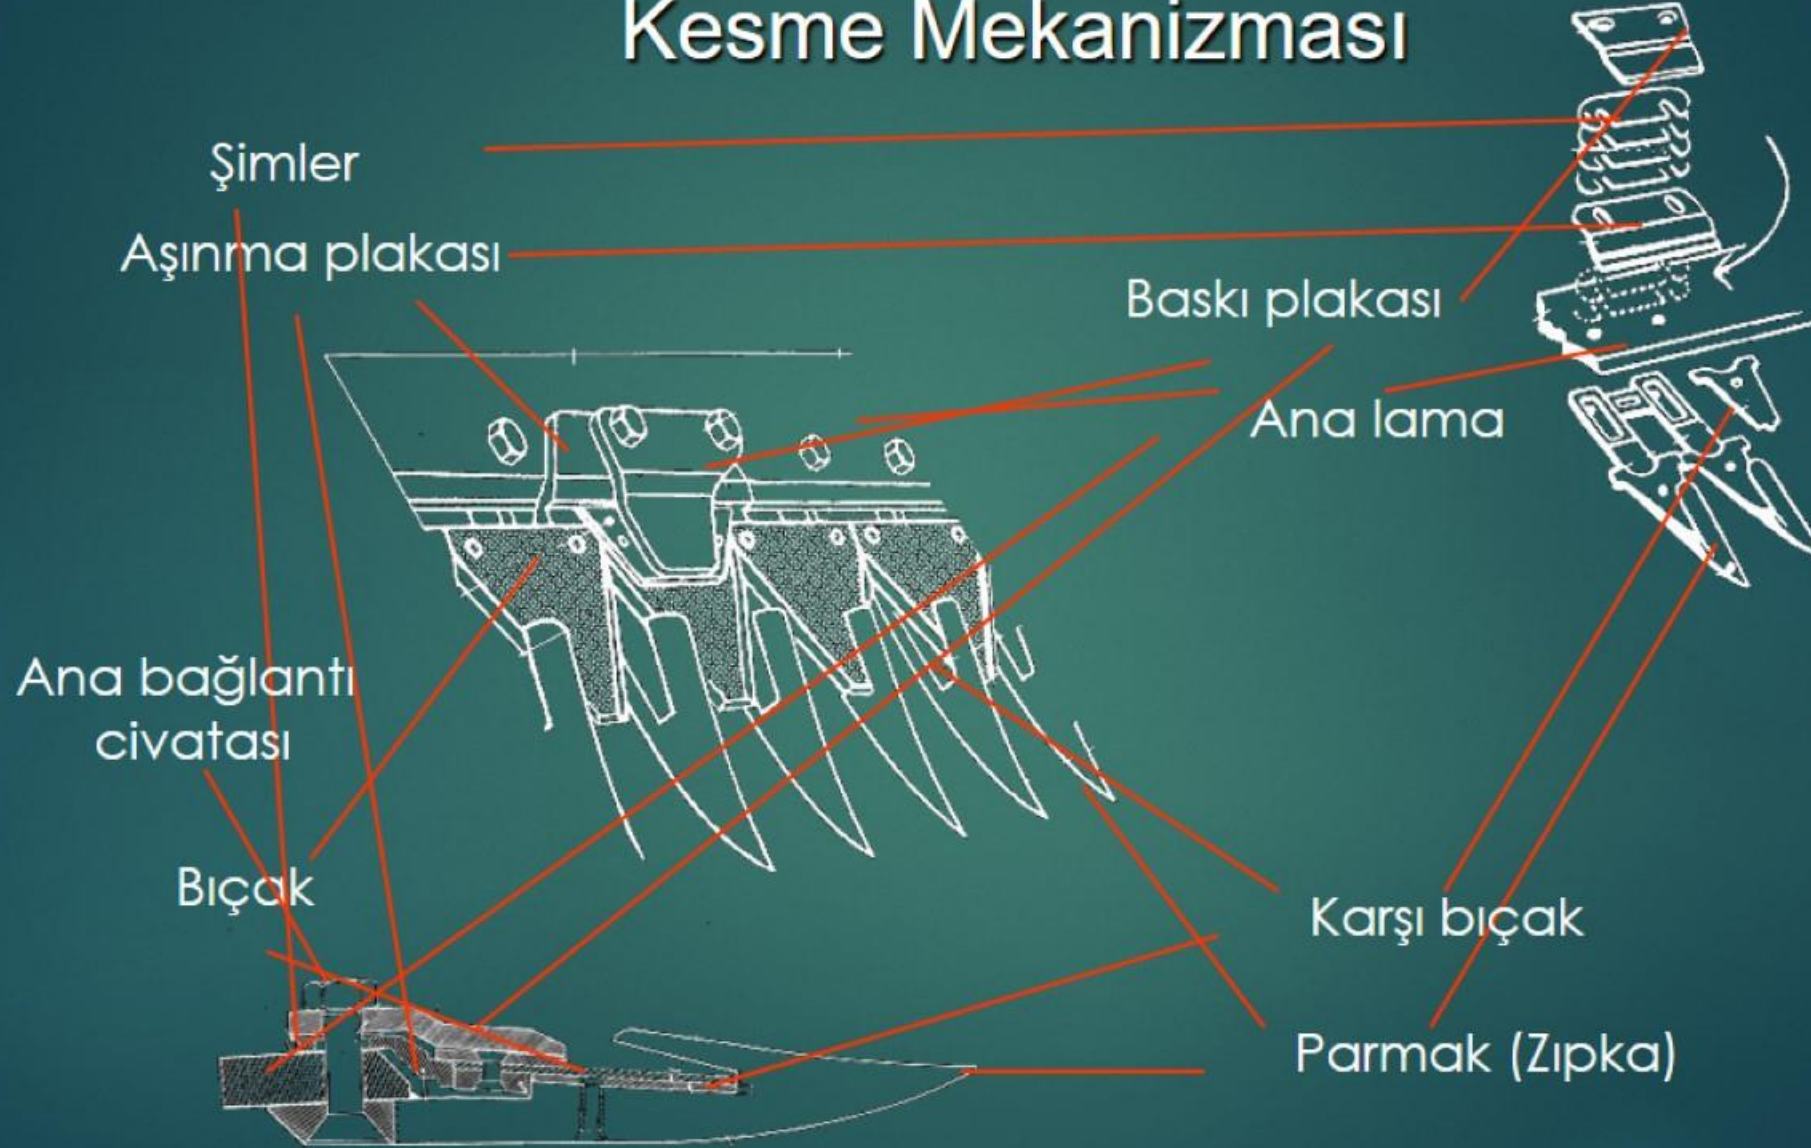 Kesme Mekanizması
Şimler
Aşınma plakası
Baskı plakası
Ana lama
Ana bağlantı
civatası
Bıçak
Karşı bıçak
Parmak (Zıpka)